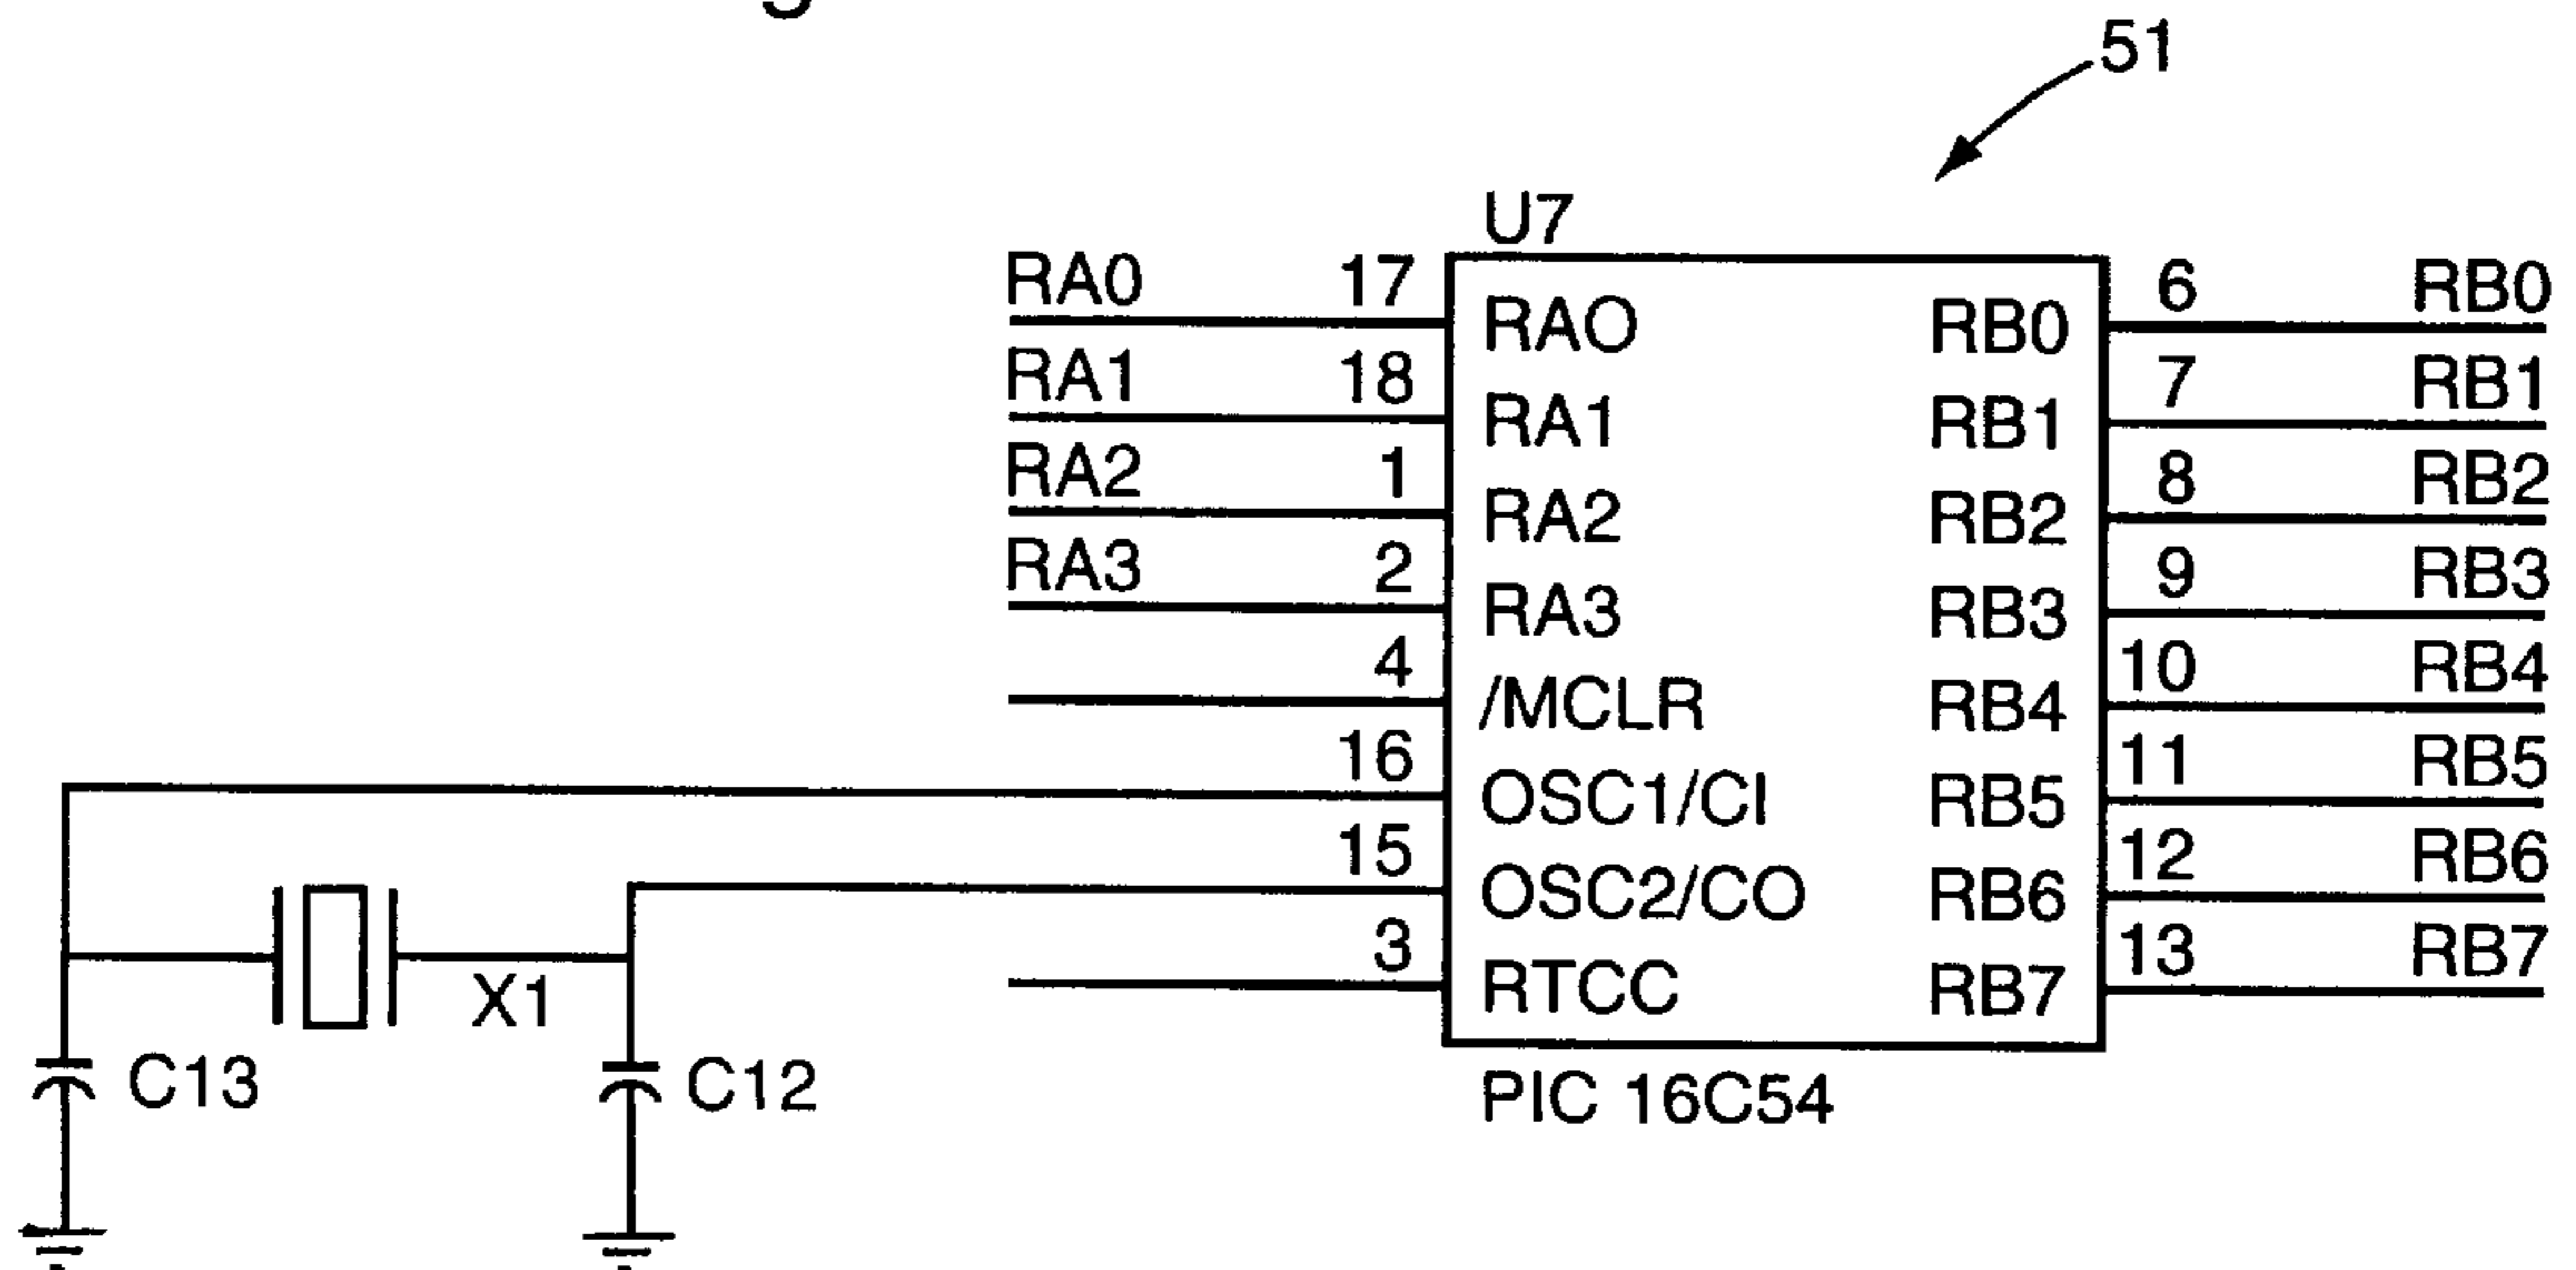 51
U7
RA0 17 RAO RB0 6 RB0
RA1 18 RA1 RB1 7 RB1
RA2 1 RA2 RB2 8 RB2
RA3 2 RA3 RB3 9 RB3
4 /MCLR RB4 10 RB4
16 OSC1/CI RB5 11 RB5
15 OSC2/CO RB6 12 RB6
3 RTCC RB7 13 RB7
X1
C13 C12
PIC 16C54